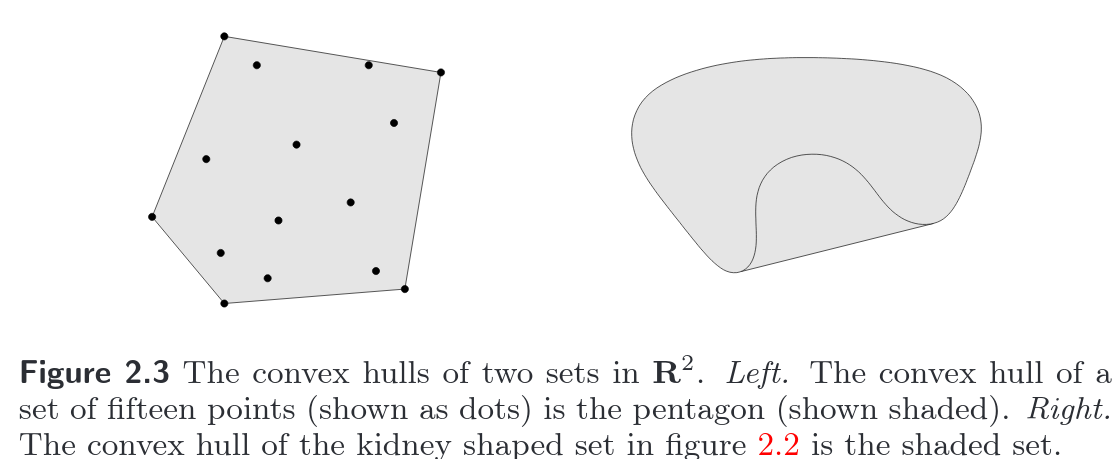 Figure 2.3 The convex hulls of two sets in R². Left. The convex hull of a
set of fifteen points (shown as dots) is the pentagon (shown shaded). Right.
The convex hull of the kidney shaped set in figure 2.2 is the shaded set.